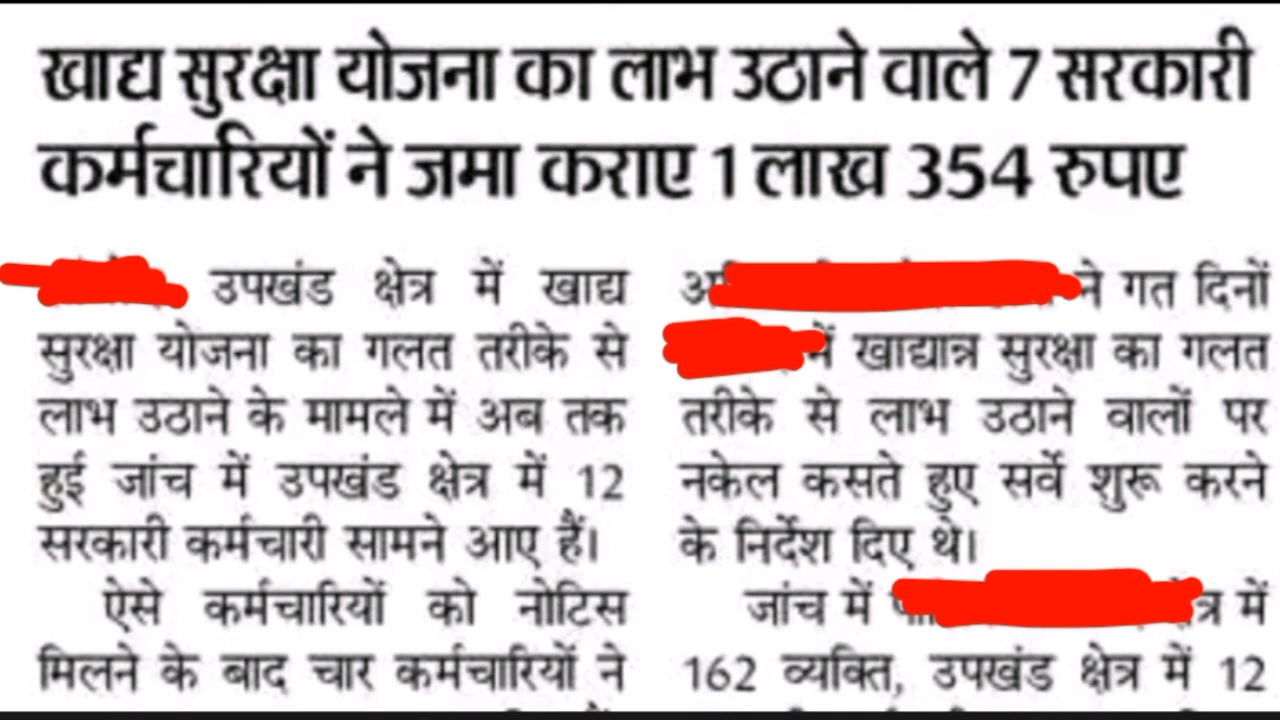 खाद्य सुरक्षा योजना का लाभ उठाने वाले 7 सरकारी
कर्मचारियों ने जमा कराए 1 लाख 354 रुपए
उपखंड क्षेत्र में खाद्य
सुरक्षा योजना का गलत तरीके से
लाभ उठाने के मामले में अब तक
हुई जांच में उपखंड क्षेत्र में 12
सरकारी कर्मचारी सामने आए हैं।
ऐसे कर्मचारियों को नोटिस
मिलने के बाद चार कर्मचारियों ने
ने गत दिनों
में खाद्यान्न सुरक्षा का गलत
तरीके से लाभ उठाने वालों पर
नकेल कसते हुए सर्वे शुरू करने
के निर्देश दिए थे।
जांच में में
162 व्यक्ति, उपखंड क्षेत्र में 12